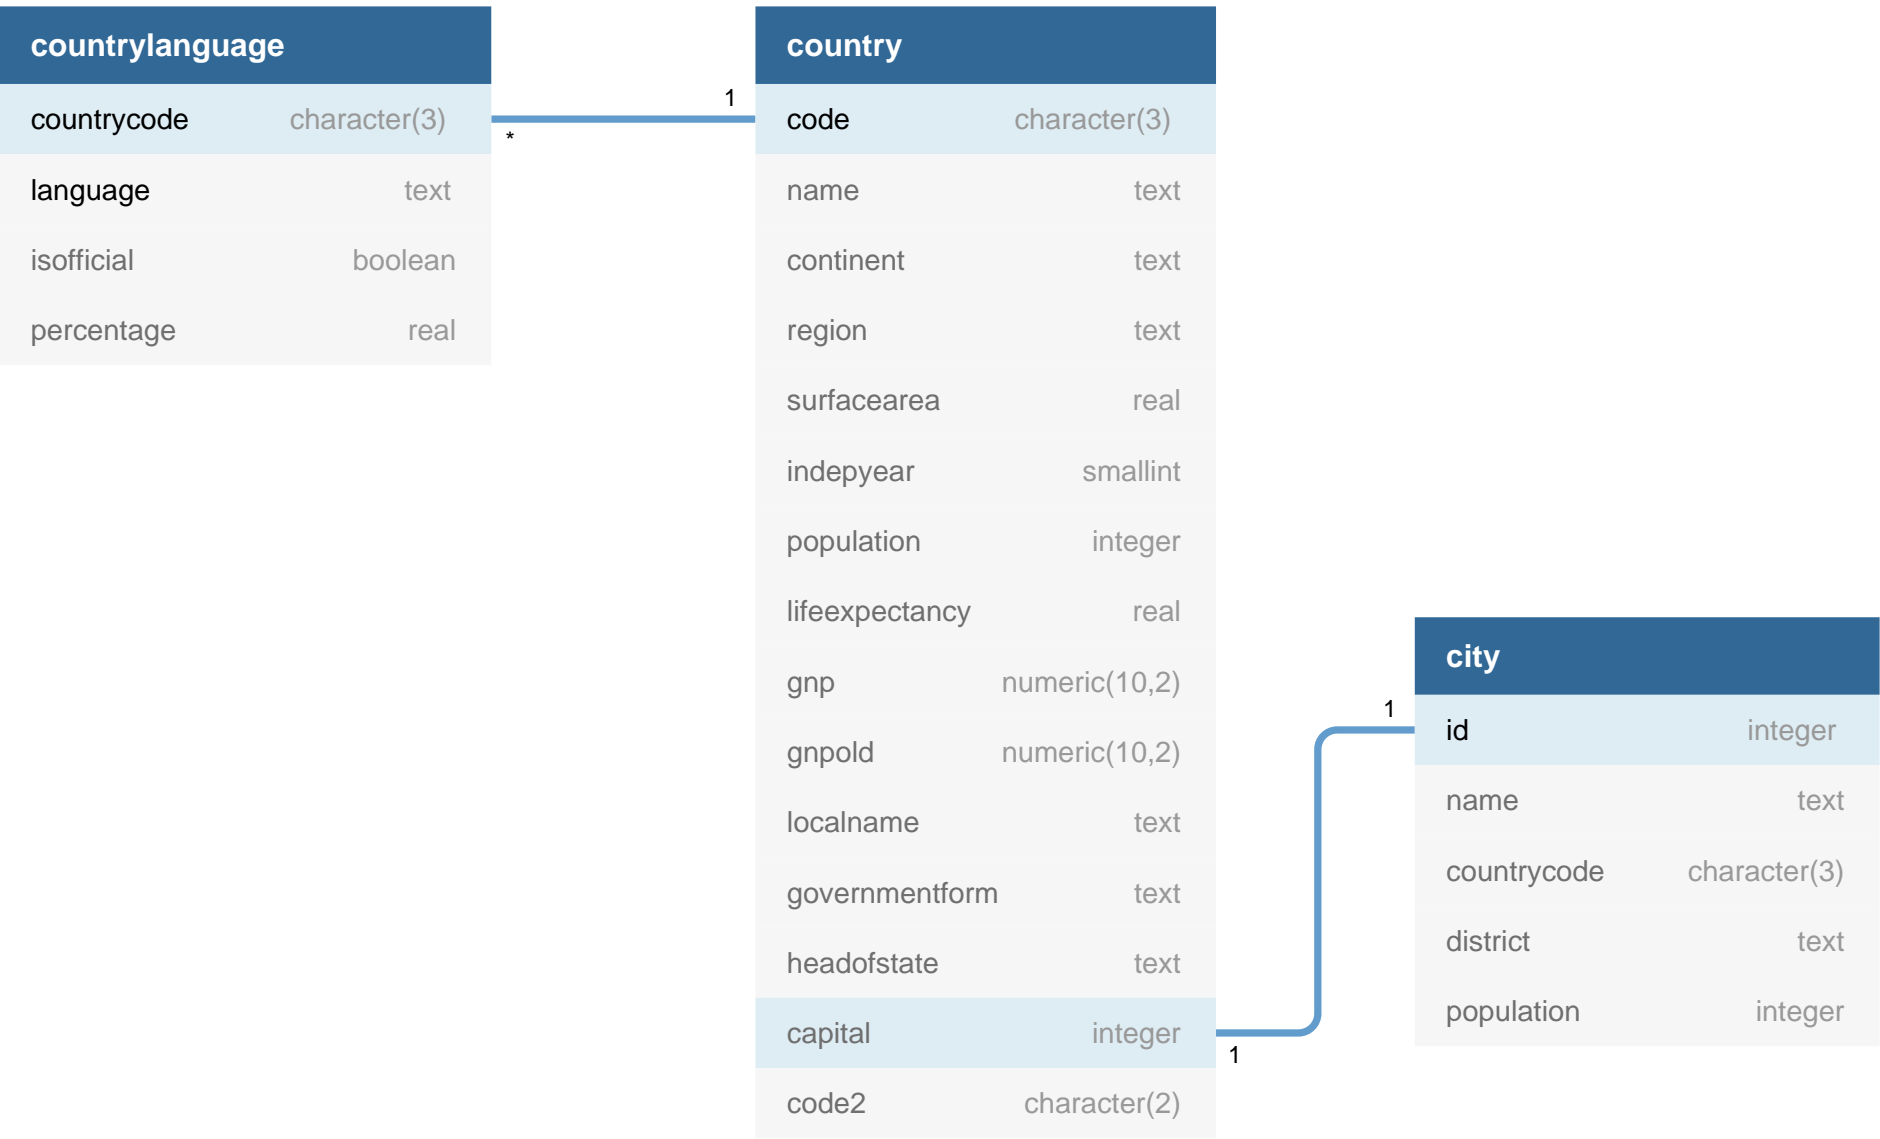 countrylanguage
countrycode character(3)
language text
isofficial boolean
percentage real
*
1
country
code character(3)
name text
continent text
region text
surfacearea real
indepyear smallint
population integer
lifeexpectancy real
gnp numeric(10,2)
gnpold numeric(10,2)
localname text
governmentform text
headofstate text
capital integer
code2 character(2)
1
1
city
id integer
name text
countrycode character(3)
district text
population integer